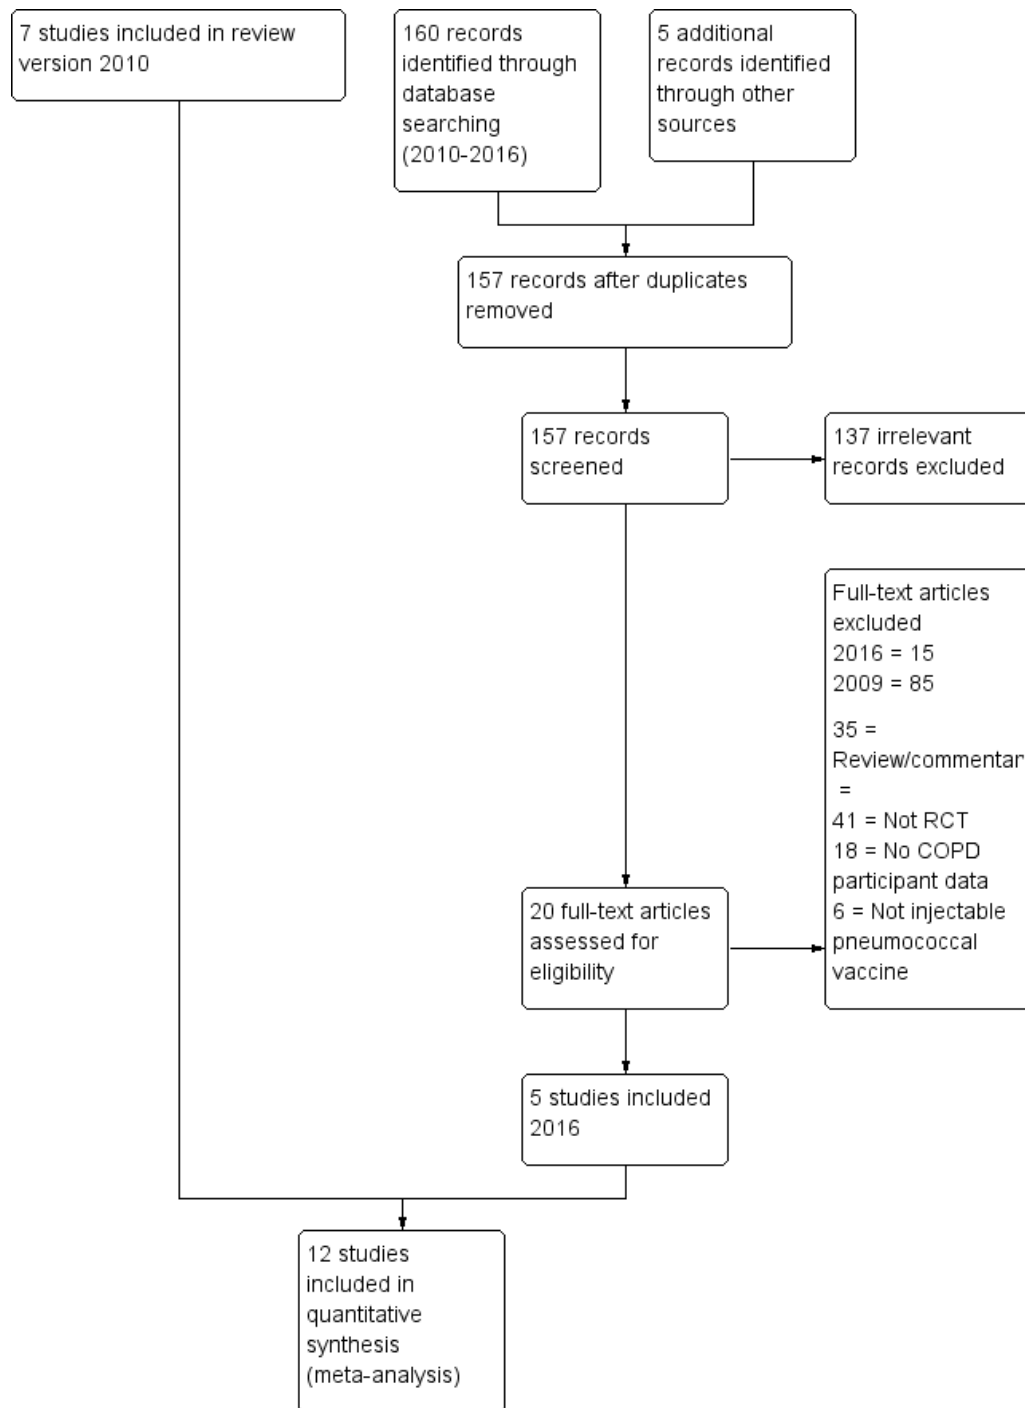 7 studies included in review
version 2010
160 records
identified through
database
searching
(2010-2016)
5 additional
records identified
through other
sources
157 records after duplicates
removed
157 records
screened
137 irrelevant
records excluded
Full-text articles
excluded
2016 = 15
2009 = 85
35 =
Review/commentar
=
41 = Not RCT
18 = No COPD
participant data
6 = Not injectable
pneumococcal
vaccine
20 full-text articles
assessed for
eligibility
5 studies included
2016
12 studies
included in
quantitative
synthesis
(meta-analysis)